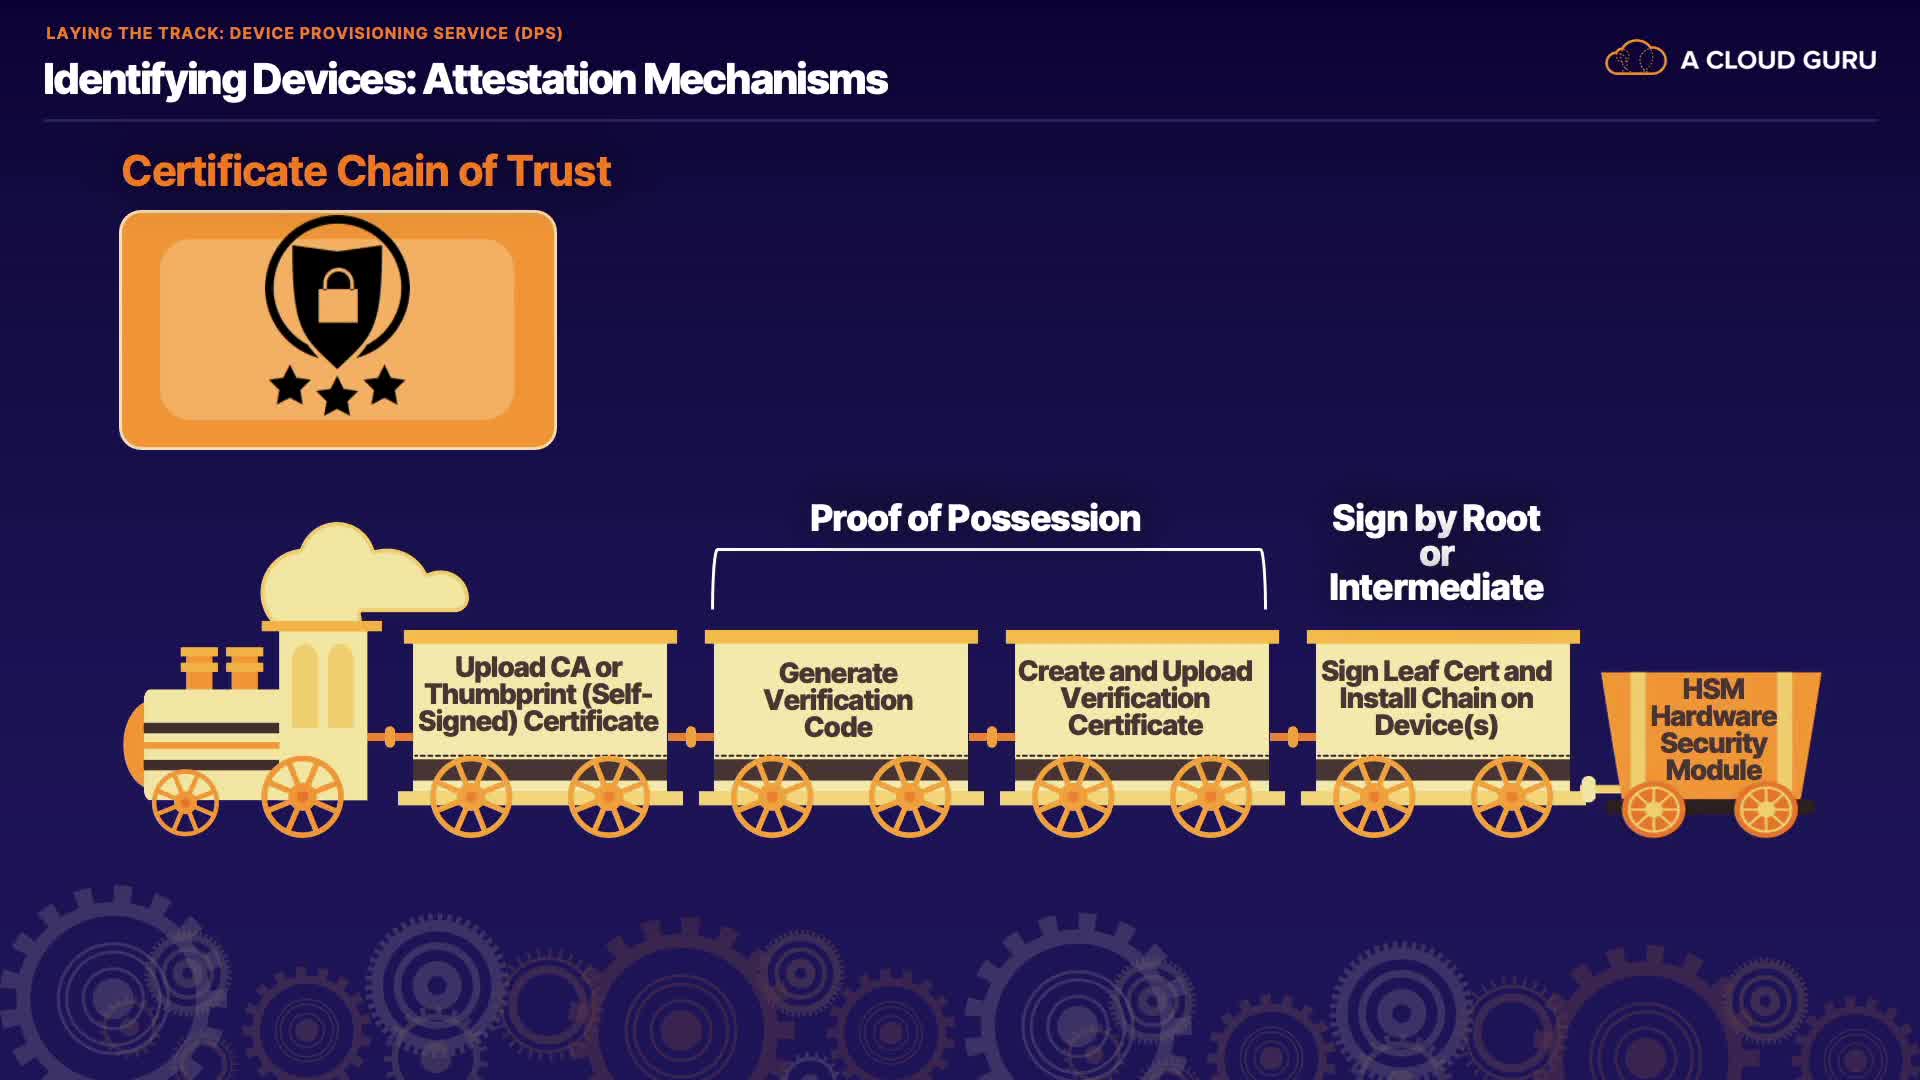 LAYING THE TRACK: DEVICE PROVISIONING SERVICE (DPS)
Identifying Devices: Attestation Mechanisms
A CLOUD GURU
Certificate Chain of Trust
Proof of Possession
Sign by Root
or
Intermediate
Upload CA or
Thumbprint (Self-
Signed) Certificate
Generate
Verification
Code
Create and Upload
Verification
Certificate
Sign Leaf Cert and
Install Chain on
Device(s)
HSM
Hardware
Security
Module